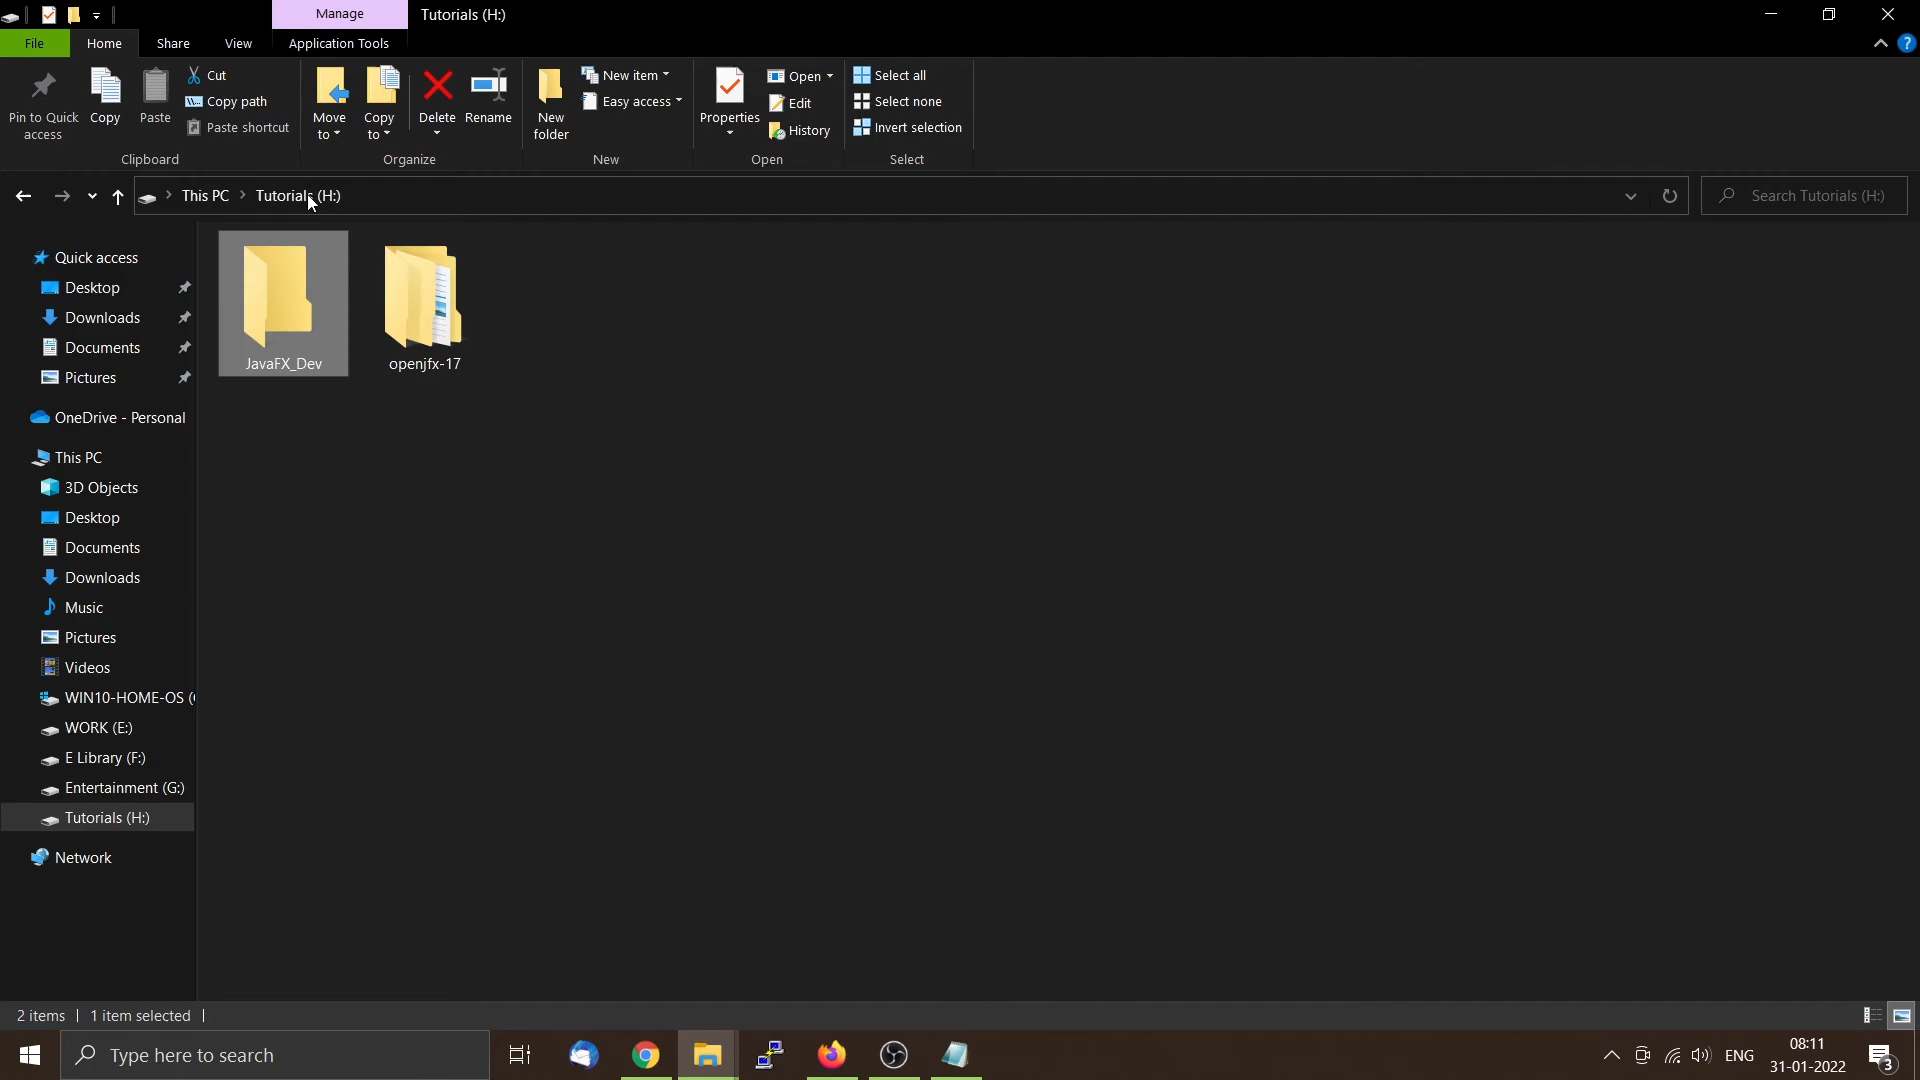 Manage
Tutorials (H:)
File
Home
Share
View
Application Tools
Pin to Quick access
Copy
Paste
Cut
Copy path
Paste shortcut
Clipboard
Move to
Copy to
Delete
Rename
Organize
New folder
New item
Easy access
New
Properties
Open
Edit
History
Open
Select all
Select none
Invert selection
Select
This PC
Tutorials (H:)
Search Tutorials (H:)
Quick access
Desktop
Downloads
Documents
Pictures
OneDrive - Personal
This PC
3D Objects
Desktop
Documents
Downloads
Music
Pictures
Videos
WIN10-HOME-OS (
WORK (E:)
E Library (F:)
Entertainment (G:)
Tutorials (H:)
Network
JavaFX_Dev
openjfx-17
2 items
1 item selected
Type here to search
ENG
08:11
31-01-2022
3